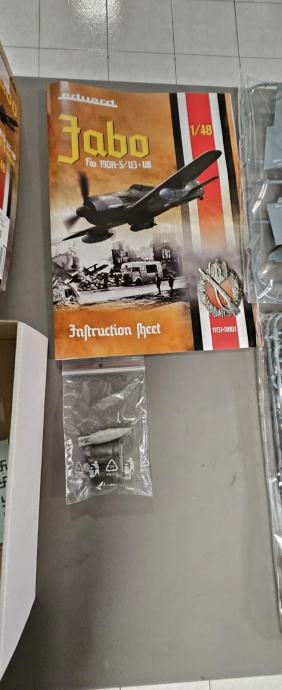 eduard
Jabo
Fw 190A-5/U3+U8
1/48
Instruction sheet